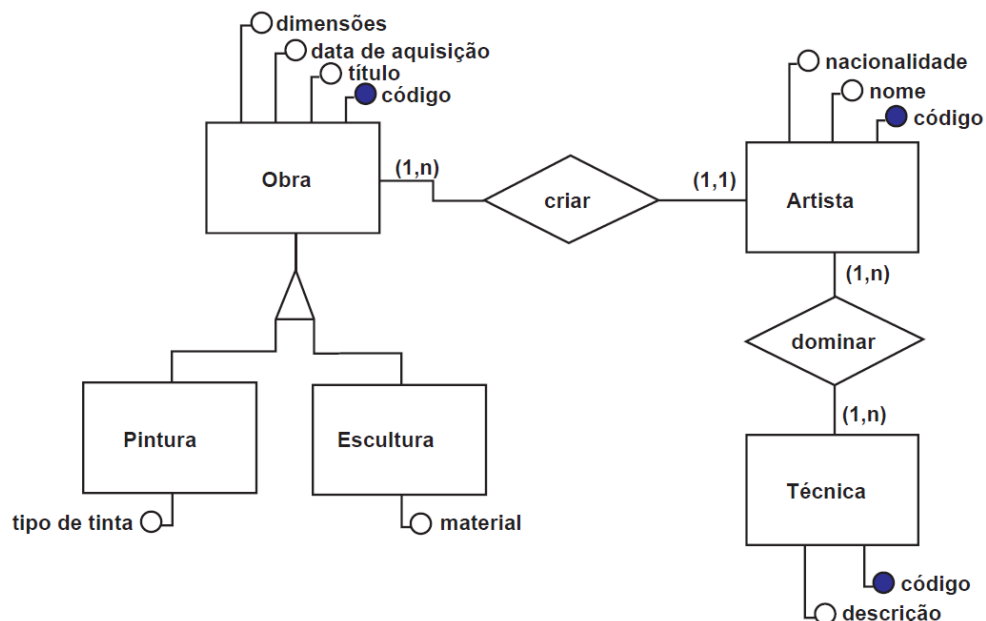 dimensões
data de aquisição
título
código
Obra
(1,n)
criar
(1,1)
nacionalidade
nome
código
Artista
(1,n)
dominar
(1,n)
Técnica
código
descrição
Pintura
tipo de tinta
Escultura
material